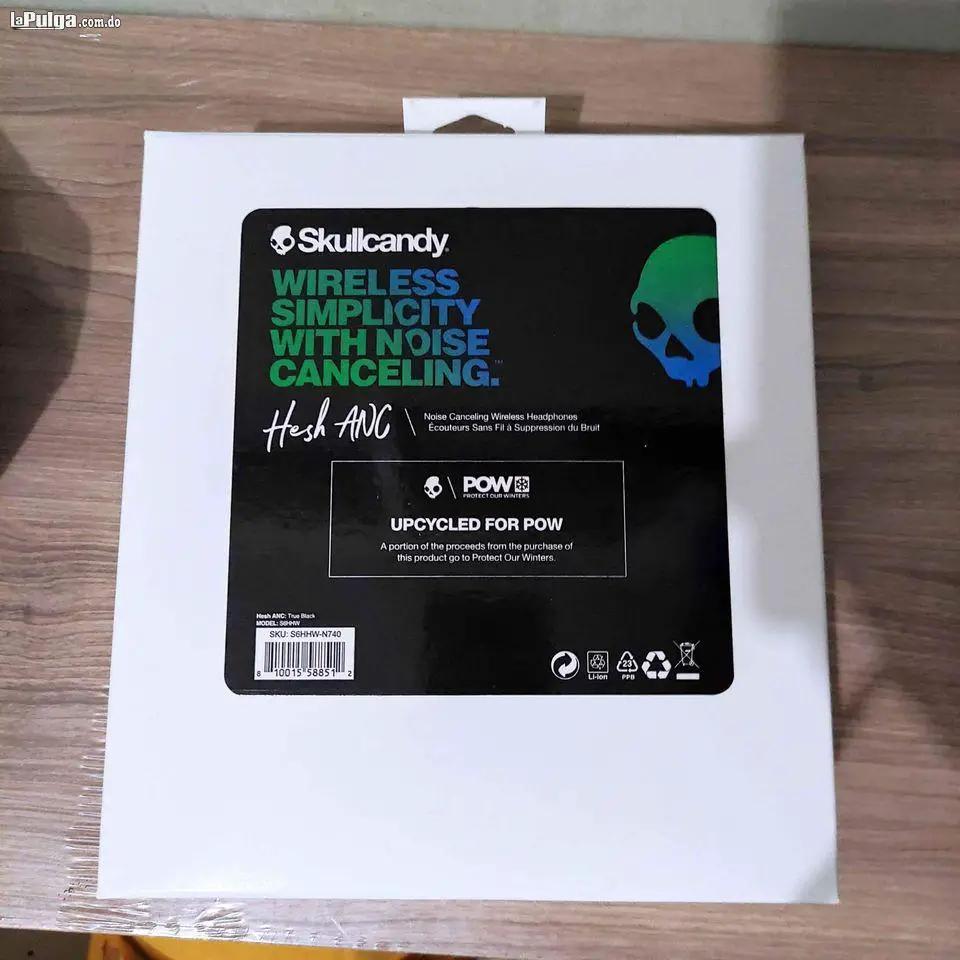 laPulga.com.do
Skullcandy
WIRELESS
SIMPLICITY
WITH NOISE
CANCELING.™
Hesh ANC \ Noise Canceling Wireless Headphones
Écouteurs Sans Fil à Suppression du Bruit
\ POW
PROTECT OUR WINTERS
UPCYCLED FOR POW
A portion of the proceeds from the purchase of
this product go to Protect Our Winters.
Hesh ANC: True Black
MODEL: S6HHW
SKU: S6HHW-N740
8 10015 58851 2
Li-Ion
23
PPB